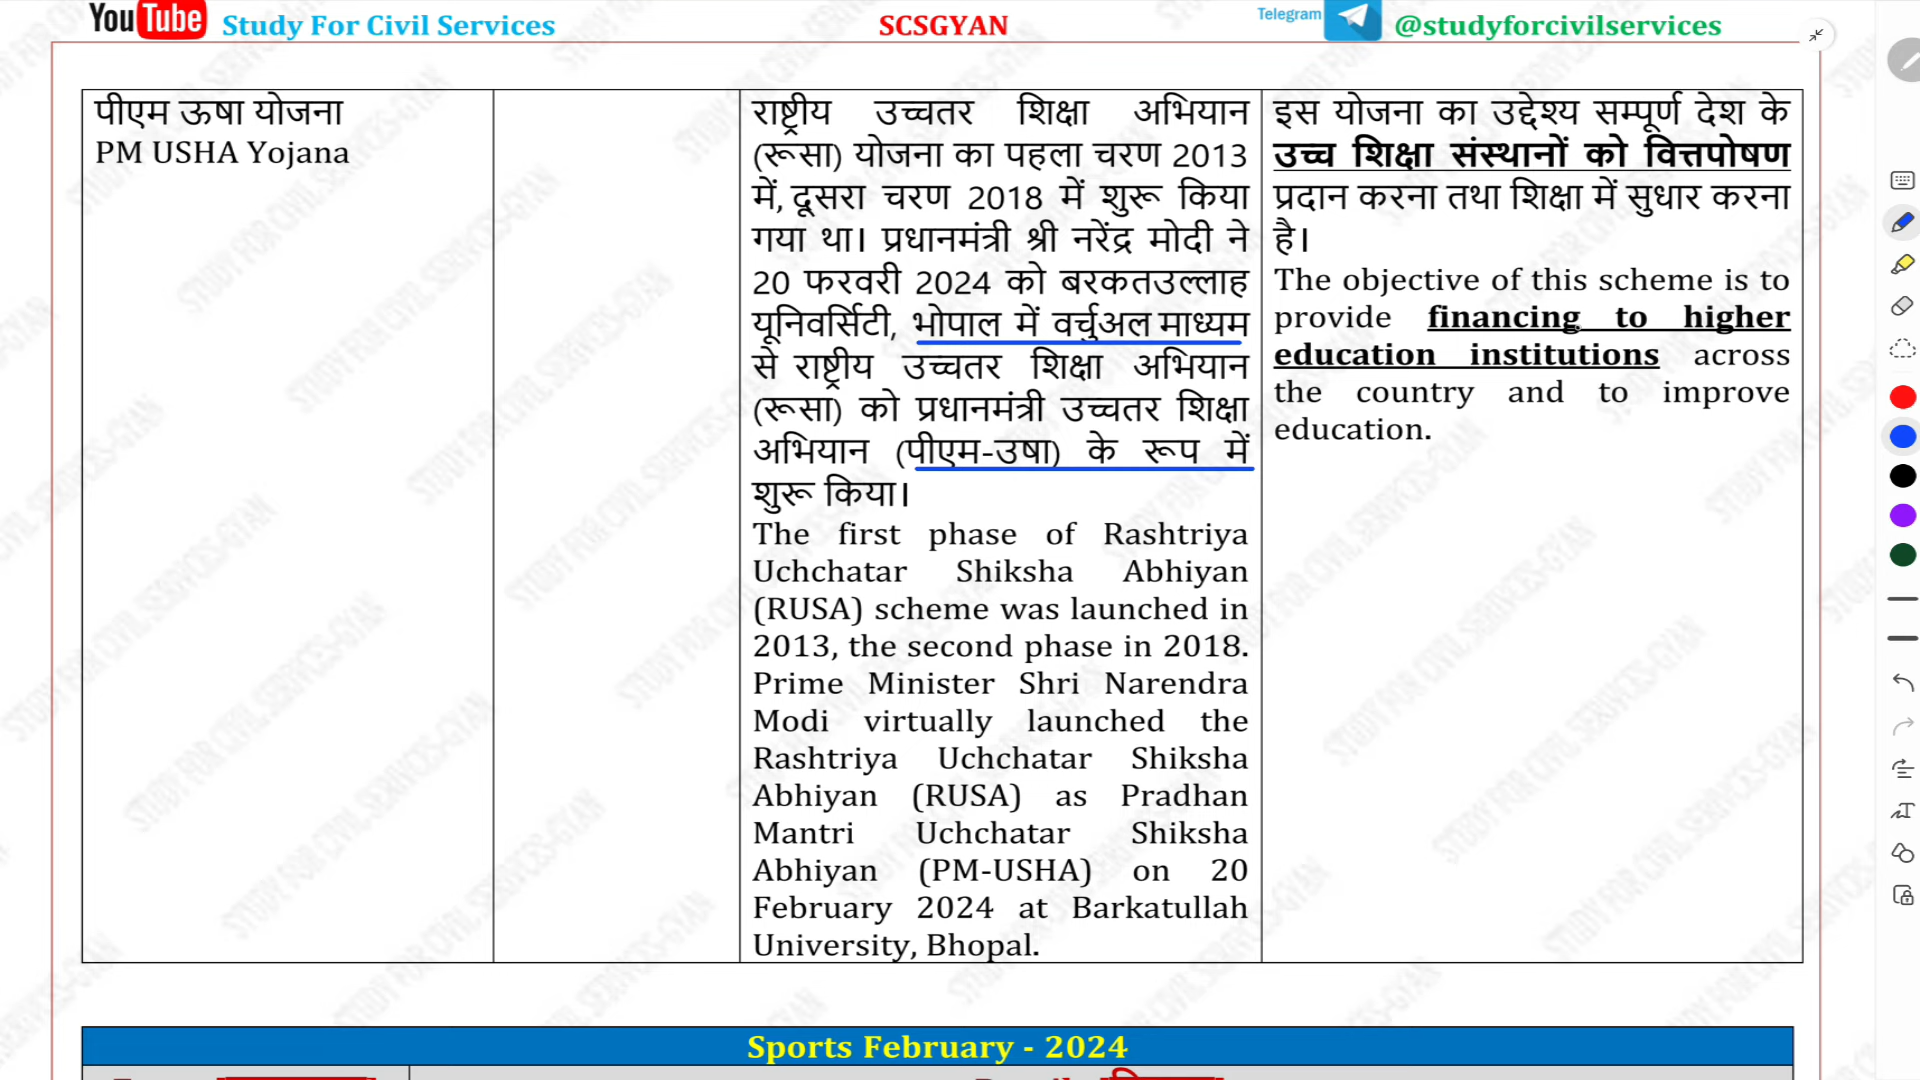 YouTube Study For Civil Services SCSGYAN Telegram @studyforcivilservices
पीएम ऊषा योजना
PM USHA Yojana
राष्ट्रीय उच्चतर शिक्षा अभियान
(रूसा) योजना का पहला चरण 2013
में, दूसरा चरण 2018 में शुरू किया
गया था। प्रधानमंत्री श्री नरेंद्र मोदी ने
20 फरवरी 2024 को बरकतउल्लाह
यूनिवर्सिटी, भोपाल में वर्चुअल माध्यम
से राष्ट्रीय उच्चतर शिक्षा अभियान
(रूसा) को प्रधानमंत्री उच्चतर शिक्षा
अभियान (पीएम-उषा) के रूप में
शुरू किया।
The first phase of Rashtriya
Uchchatar Shiksha Abhiyan
(RUSA) scheme was launched in
2013, the second phase in 2018.
Prime Minister Shri Narendra
Modi virtually launched the
Rashtriya Uchchatar Shiksha
Abhiyan (RUSA) as Pradhan
Mantri Uchchatar Shiksha
Abhiyan (PM-USHA) on 20
February 2024 at Barkatullah
University, Bhopal.
इस योजना का उद्देश्य सम्पूर्ण देश के
उच्च शिक्षा संस्थानों को वित्तपोषण
प्रदान करना तथा शिक्षा में सुधार करना
है।
The objective of this scheme is to
provide financing to higher
education institutions across
the country and to improve
education.
Sports February - 2024
STUDY FOR CIVIL SERVICES-GYAN